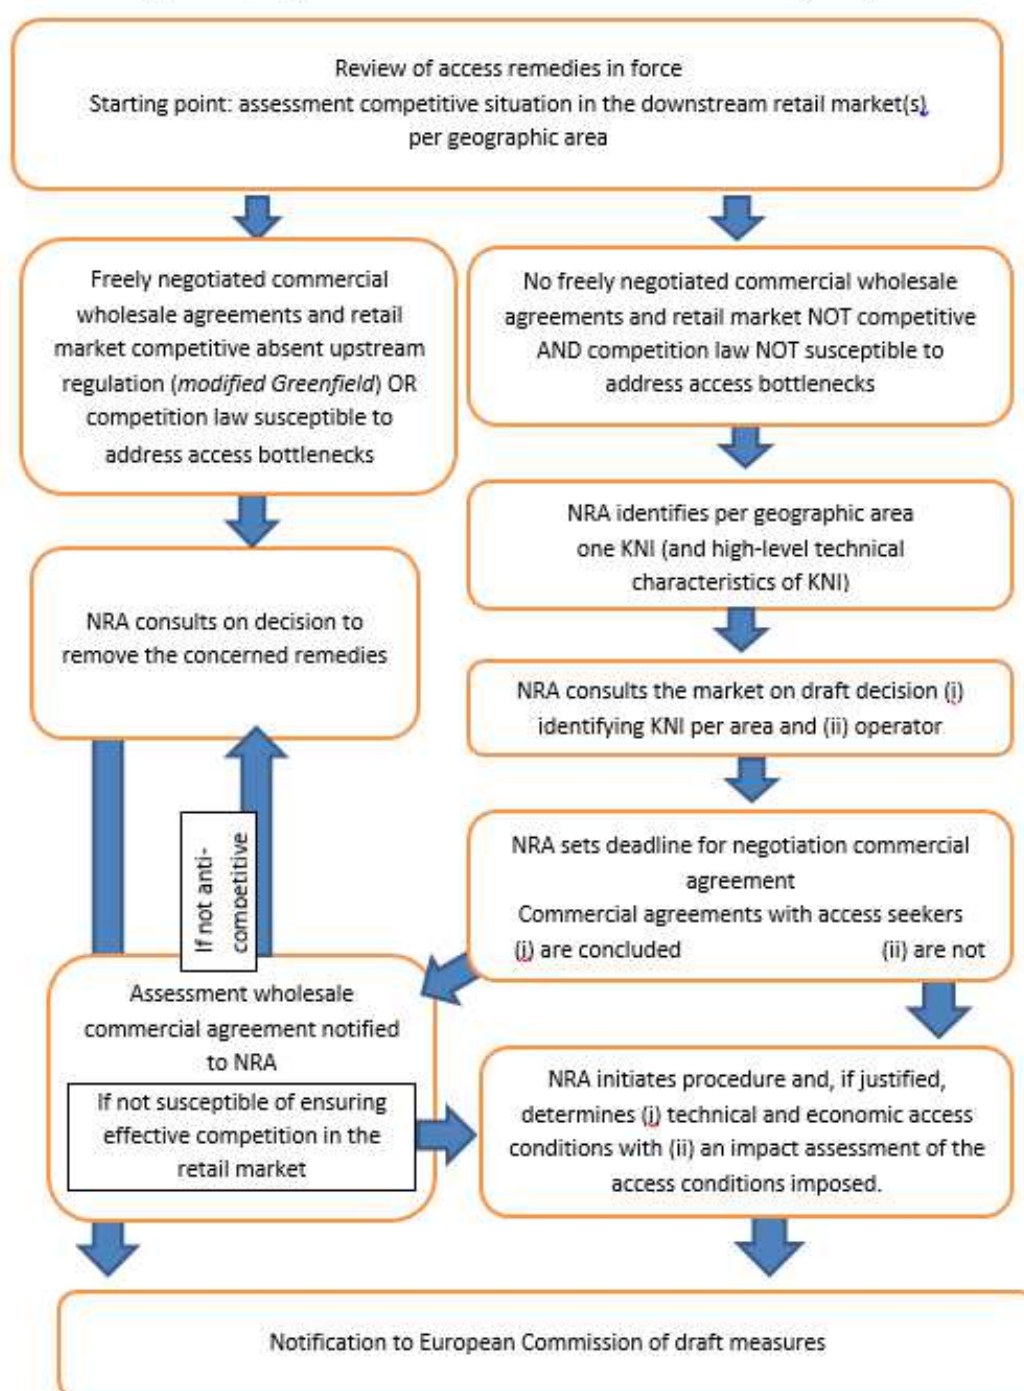 Review of access remedies in force
Starting point: assessment competitive situation in the downstream retail market(s),
per geographic area
Freely negotiated commercial
wholesale agreements and retail
market competitive absent upstream
regulation (modified Greenfield) OR
competition law susceptible to
address access bottlenecks
No freely negotiated commercial wholesale
agreements and retail market NOT competitive
AND competition law NOT susceptible to
address access bottlenecks
NRA identifies per geographic area
one KNI (and high-level technical
characteristics of KNI)
NRA consults on decision to
remove the concerned remedies
NRA consults the market on draft decision (i)
identifying KNI per area and (ii) operator
NRA sets deadline for negotiation commercial
agreement
Commercial agreements with access seekers
(i) are concluded (ii) are not
If not anti-
competitive
Assessment wholesale
commercial agreement notified
to NRA
If not susceptible of ensuring
effective competition in the
retail market
NRA initiates procedure and, if justified,
determines (i) technical and economic access
conditions with (ii) an impact assessment of the
access conditions imposed.
Notification to European Commission of draft measures